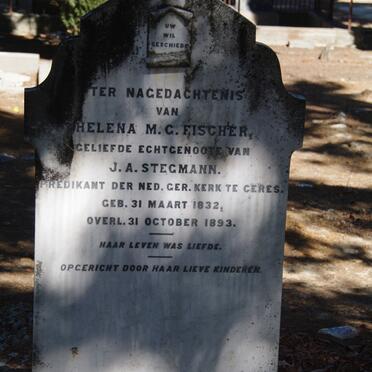 UW
WIL
GESCHIEDE
TER NAGEDACHTENIS
VAN
HELENA M. C. FISCHER,
GELIEFDE ECHTGENOOTE VAN
J. A. STEGMANN.
PREDIKANT DER NED. GER. KERK TE CERES.
GEB. 31 MAART 1832,
OVERL. 31 OCTOBER 1893.
HAAR LEVEN WAS LIEFDE.
OPGERICHT DOOR HAAR LIEVE KINDEREN.